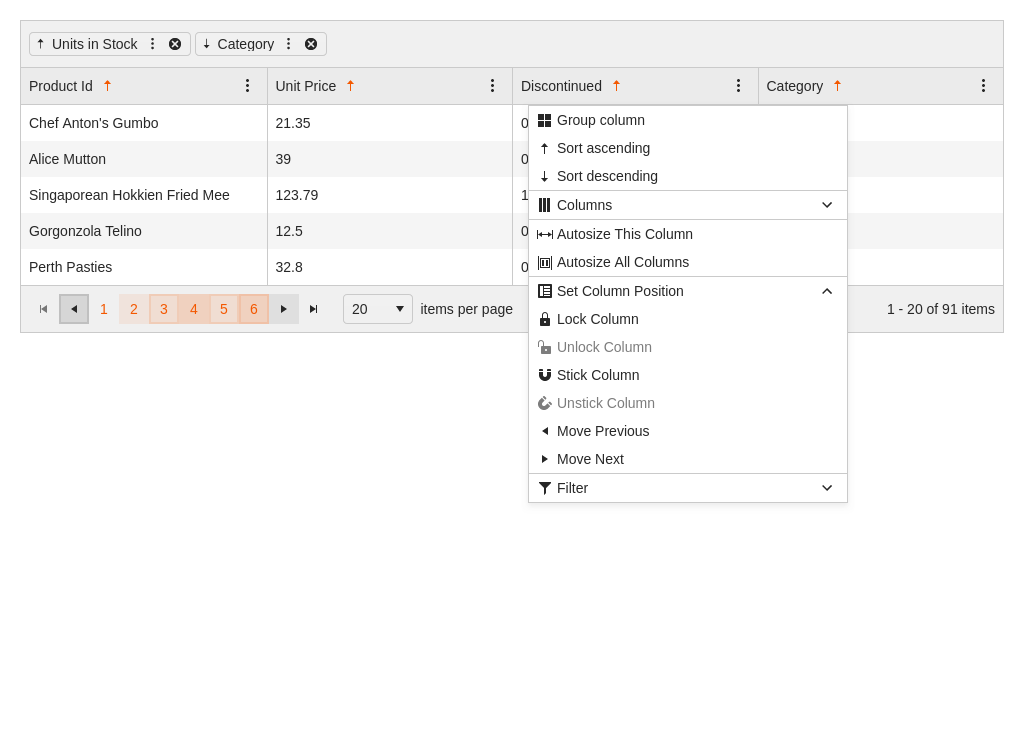 Units in Stock Category
Product Id Unit Price Discontinued Category
Chef Anton's Gumbo 21.35 0
Alice Mutton 39 0
Singaporean Hokkien Fried Mee 123.79 1
Gorgonzola Telino 12.5 0
Perth Pasties 32.8 0
1 2 3 4 5 6 20 items per page 1 - 20 of 91 items
Group column
Sort ascending
Sort descending
Columns
Autosize This Column
Autosize All Columns
Set Column Position
Lock Column
Unlock Column
Stick Column
Unstick Column
Move Previous
Move Next
Filter